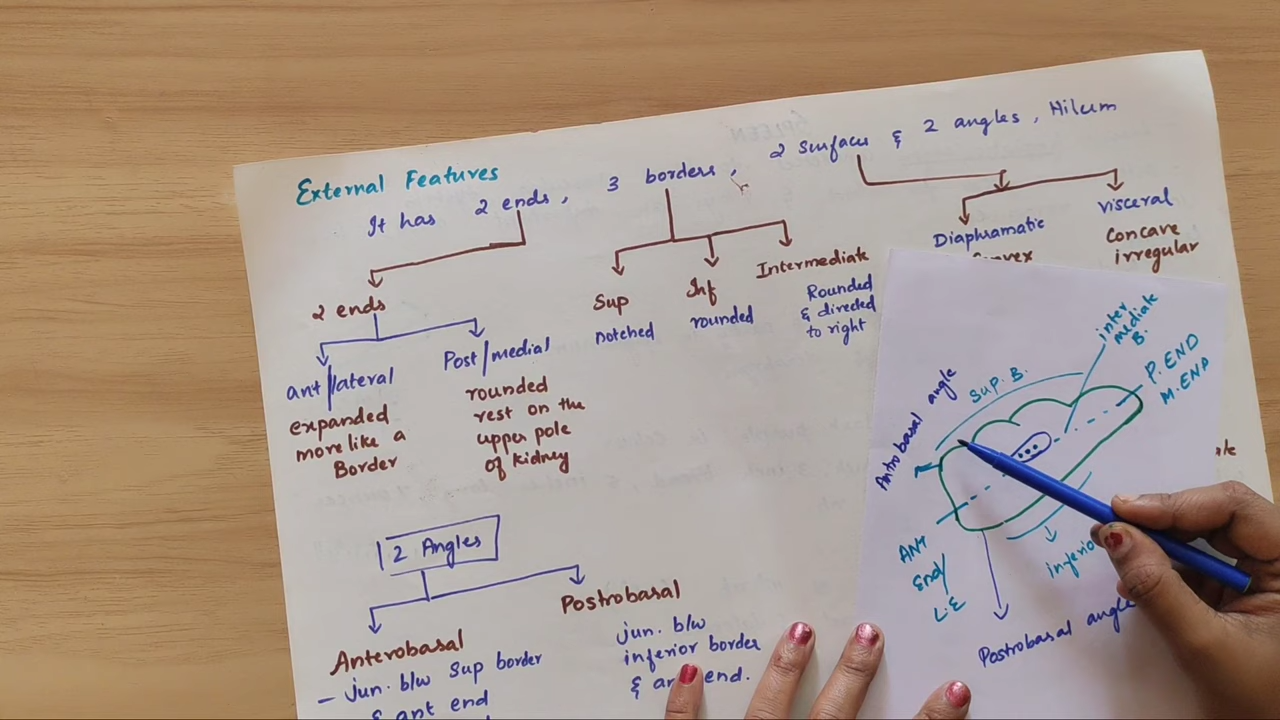 External Features
It has 2 ends, 3 borders, 2 surfaces & 2 angles, Hilum
2 ends
ant/lateral
expanded
more like a
Border
Post/medial
rounded
rest on the
upper pole
of kidney
Sup
notched
Inf
rounded
Intermediate
Rounded
& directed
to right
Diaphramatic
visceral
Concave
irregular
2 Angles
Anterobasal
– jun. b/w Sup border
& ant end
Postrobasal
jun. b/w
inferior border
& ant end.
Antrobasal angle
Sup. B.
inter
mediate
B.
P. END
M. END
ANT
End/
L.E
inferio
Postrobasal angle
SPLEEN